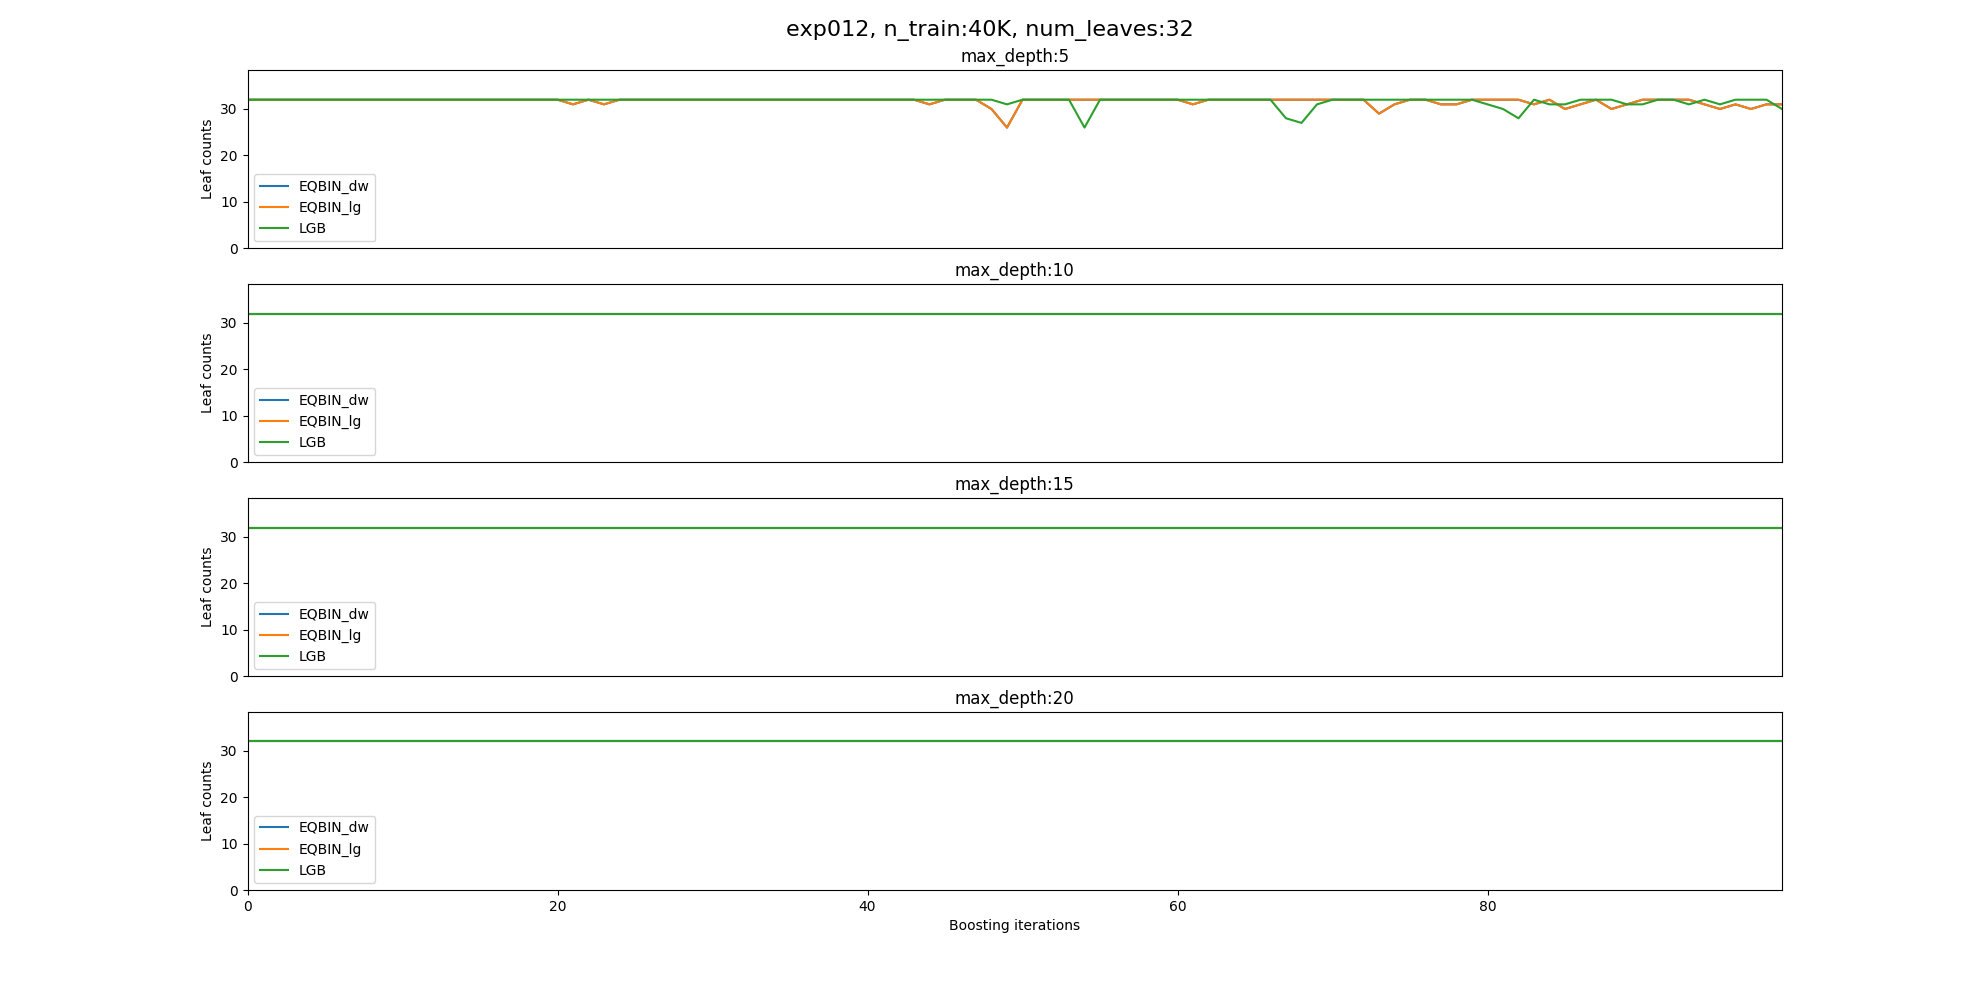 exp012, n_train:40K, num_leaves:32
max_depth:5
Leaf counts
30
20
10
0
EQBIN_dw
EQBIN_lg
LGB
max_depth:10
Leaf counts
30
20
10
0
EQBIN_dw
EQBIN_lg
LGB
max_depth:15
Leaf counts
30
20
10
0
EQBIN_dw
EQBIN_lg
LGB
max_depth:20
Leaf counts
30
20
10
0
EQBIN_dw
EQBIN_lg
LGB
0 20 40 60 80
Boosting iterations